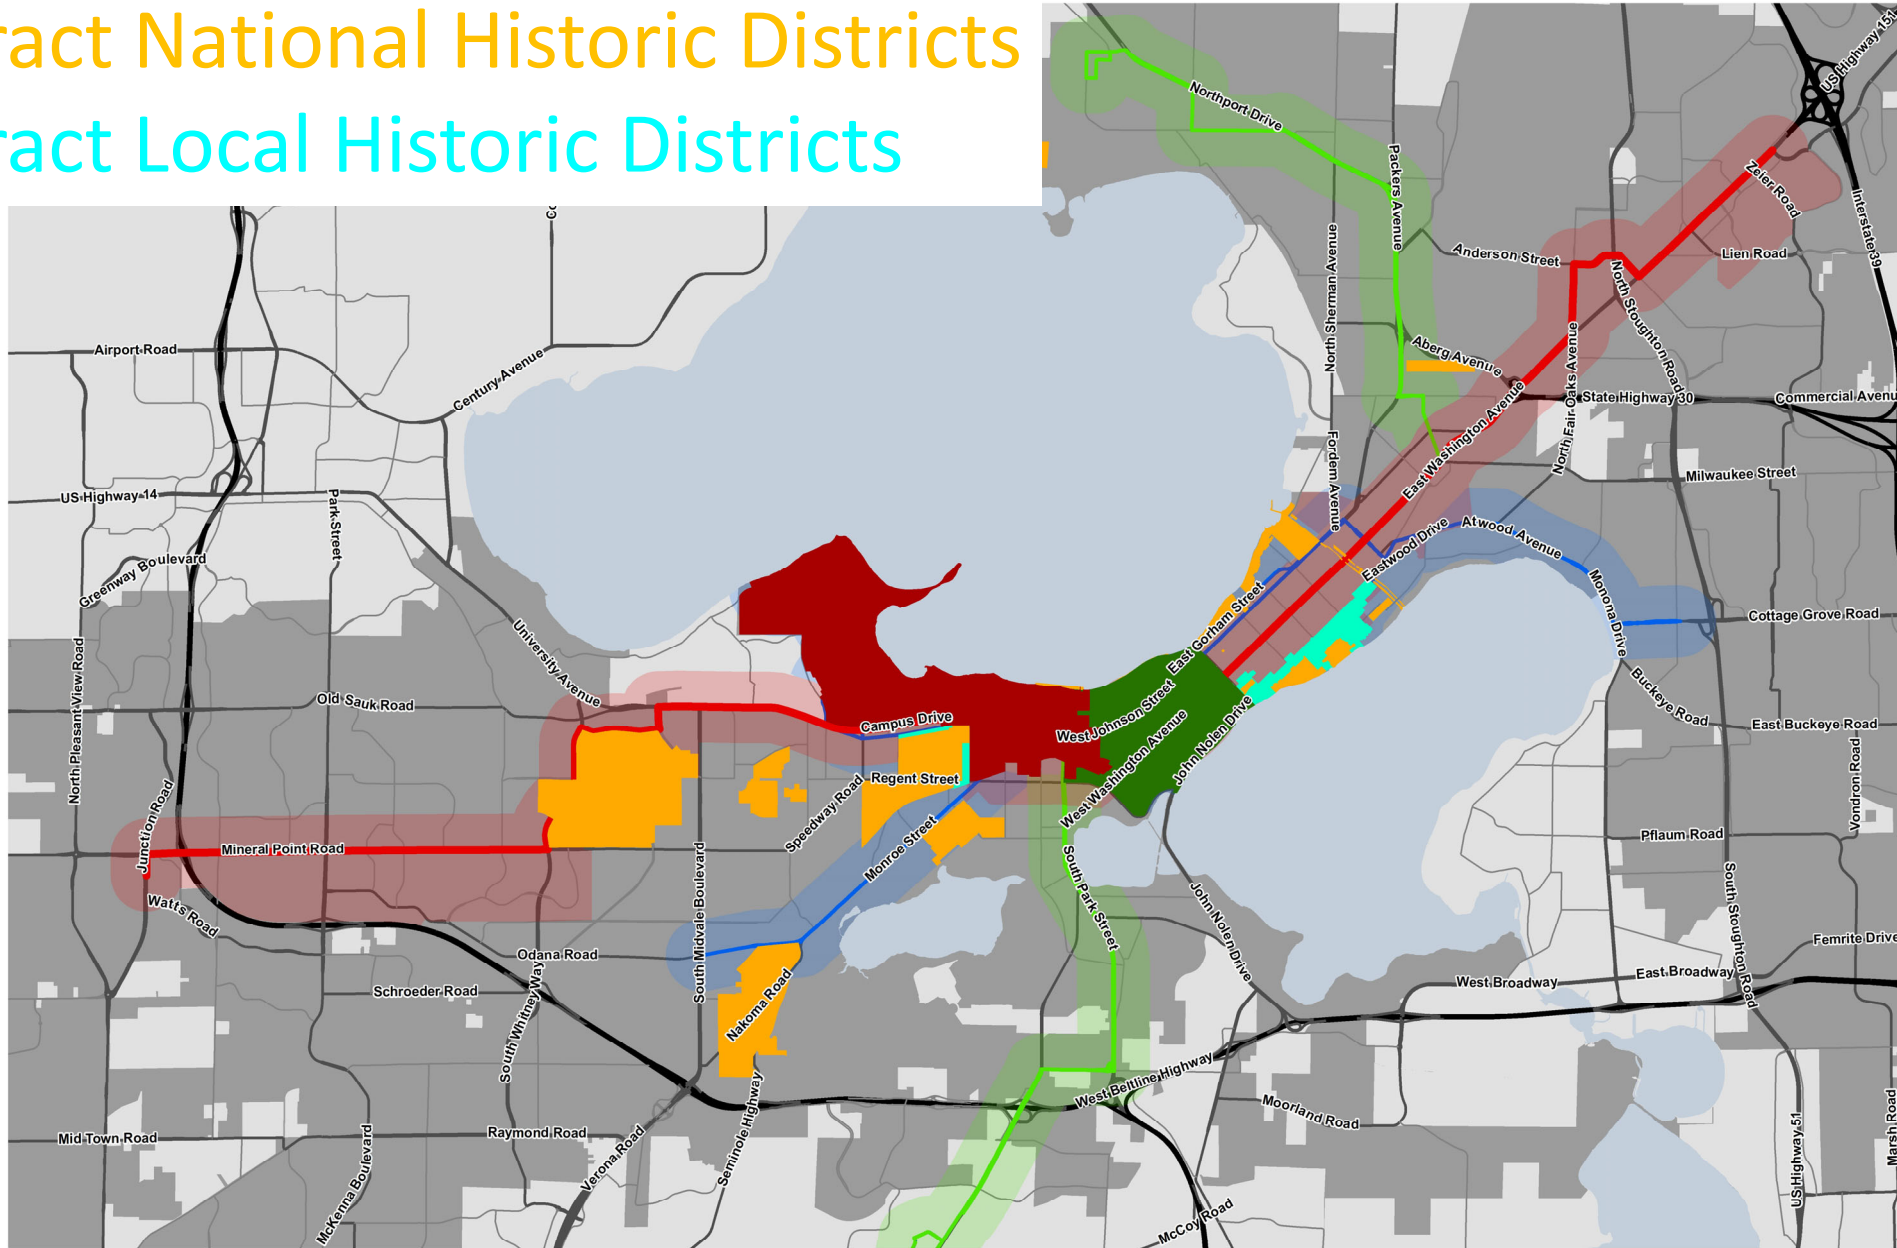 ract National Historic Districts
ract Local Historic Districts
US Highway 151
Northport Drive
Packers Avenue
Zeier Road
Interstate 39
North Sherman Avenue
Anderson Street
Lien Road
North Stoughton Road
Airport Road
Century Avenue
Aberg Avenue
North Fair Oaks Avenue
State Highway 30
Commercial Avenu
East Washington Avenue
Fordem Avenue
Milwaukee Street
US Highway 14
Park Street
Eastwood Drive
Atwood Avenue
Greenway Boulevard
Monona Drive
Cottage Grove Road
East Gorham Street
University Avenue
North Pleasant View Road
Old Sauk Road
Buckeye Road
East Buckeye Road
Campus Drive
West Johnson Street
West Washington Avenue
John Nolen Drive
Regent Street
Speedway Road
Junction Road
Mineral Point Road
Monroe Street
South Midvale Boulevard
South Park Street
Vondron Road
Pflaum Road
Watts Road
John Nolen Drive
South Stoughton Road
Femrite Drive
Odana Road
Schroeder Road
South Whitney Way
Nakoma Road
West Broadway
East Broadway
West Beltline Highway
Moorland Road
Mid Town Road
McKenna Boulevard
Raymond Road
Verona Road
Seminole Highway
McCoy Road
US Highway 51
Marsh Road